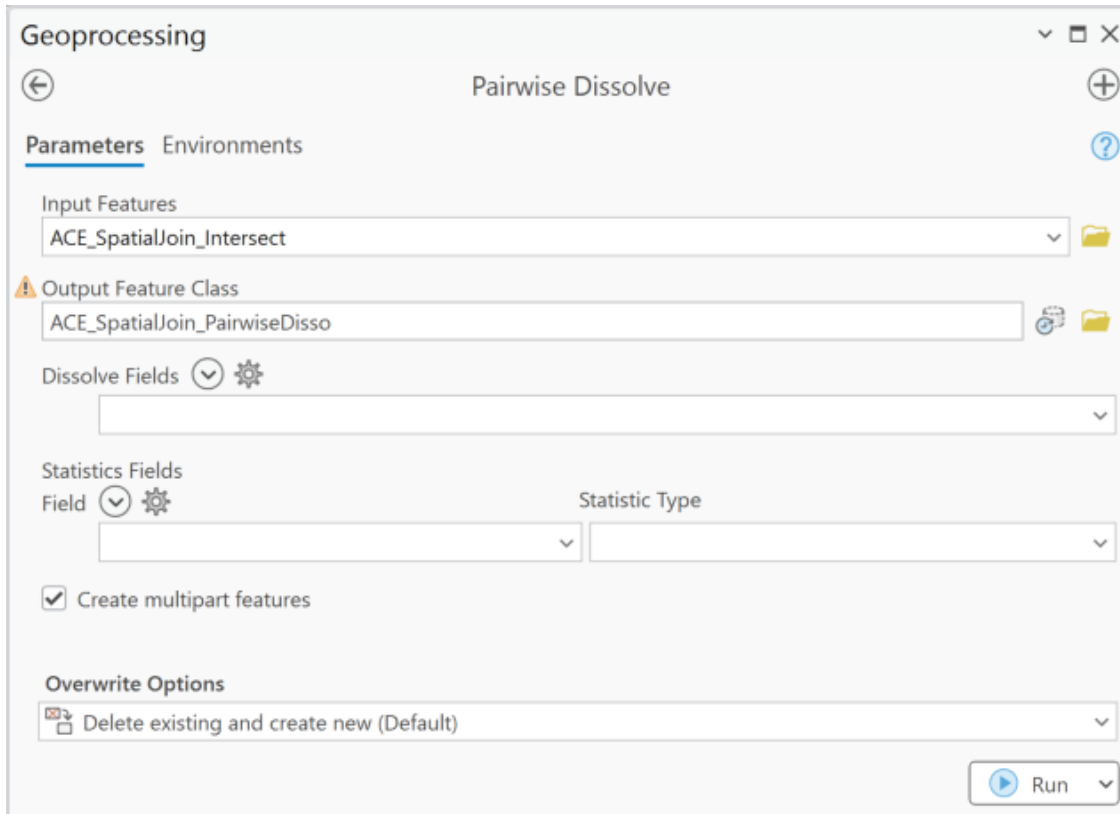 Geoprocessing
Pairwise Dissolve
Parameters Environments
Input Features
ACE_SpatialJoin_Intersect
Output Feature Class
ACE_SpatialJoin_PairwiseDisso
Dissolve Fields
Statistics Fields
Field Statistic Type
Create multipart features
Overwrite Options
Delete existing and create new (Default)
Run